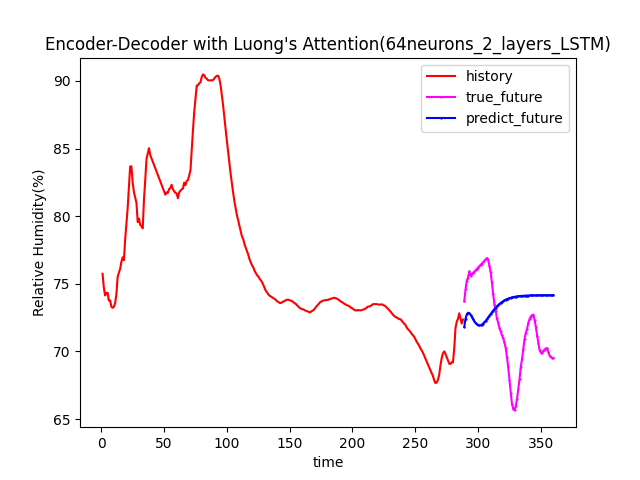 Encoder-Decoder with Luong's Attention(64neurons_2_layers_LSTM)
history
true_future
predict_future
Relative Humidity(%)
90
85
80
75
70
65
0 50 100 150 200 250 300 350
time